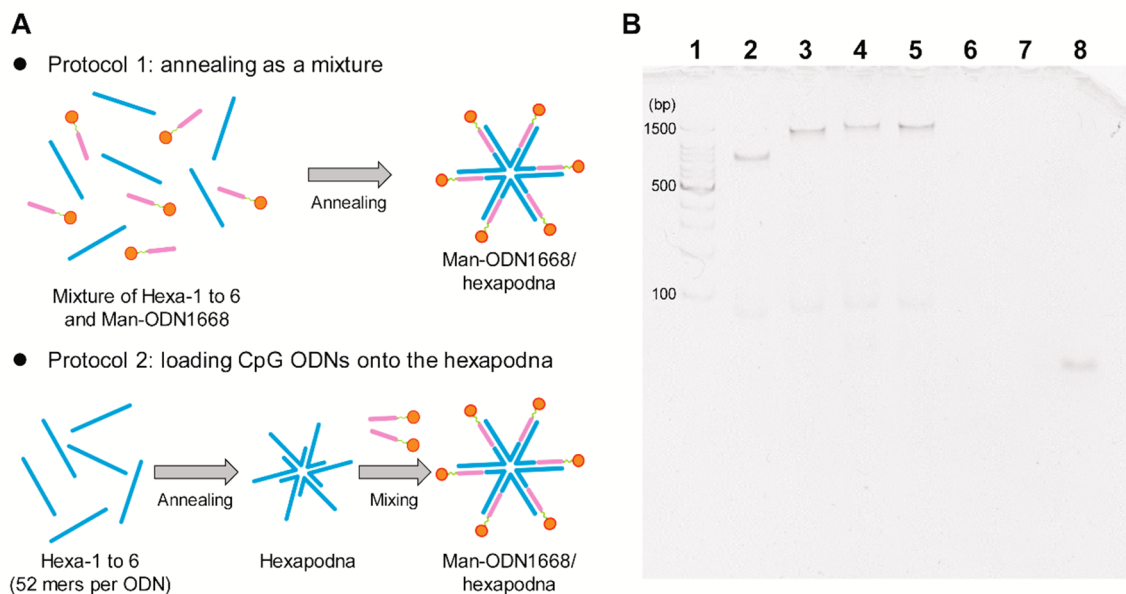 A
● Protocol 1: annealing as a mixture
Annealing
Mixture of Hexa-1 to 6
and Man-ODN1668
Man-ODN1668/
hexapodna
● Protocol 2: loading CpG ODNs onto the hexapodna
Annealing
Mixing
Hexa-1 to 6
(52 mers per ODN)
Hexapodna
Man-ODN1668/
hexapodna
B
1 2 3 4 5 6 7 8
(bp)
1500
500
100